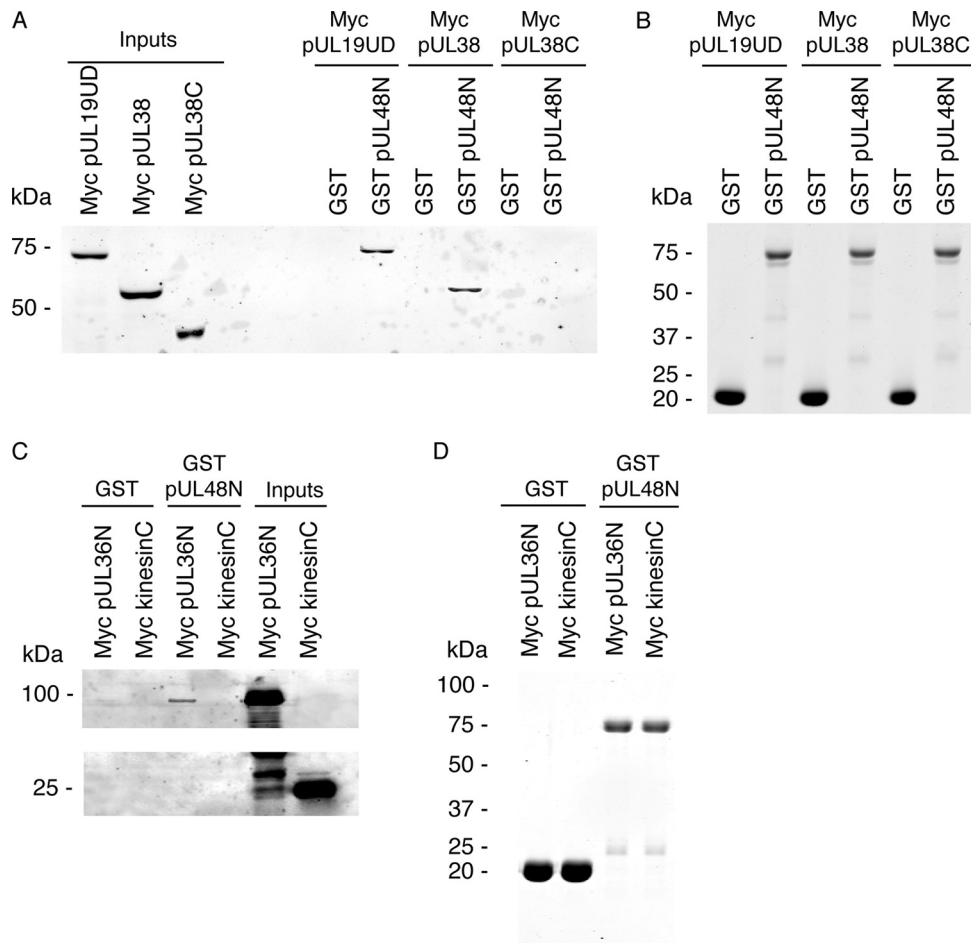 A
Inputs
Myc pUL19UD
Myc pUL38
Myc pUL38C
Myc
pUL19UD
Myc
pUL38
Myc
pUL38C
GST
GST pUL48N
GST
GST pUL48N
GST
GST pUL48N
kDa
75 -
50 -
B
Myc
pUL19UD
Myc
pUL38
Myc
pUL38C
GST
GST pUL48N
GST
GST pUL48N
GST
GST pUL48N
kDa
75 -
50 -
37 -
25 -
20 -
C
GST
GST
pUL48N
Inputs
Myc pUL36N
Myc kinesinC
Myc pUL36N
Myc kinesinC
Myc pUL36N
Myc kinesinC
kDa
100 -
25 -
D
GST
GST
pUL48N
Myc pUL36N
Myc kinesinC
Myc pUL36N
Myc kinesinC
kDa
100 -
75 -
50 -
37 -
25 -
20 -